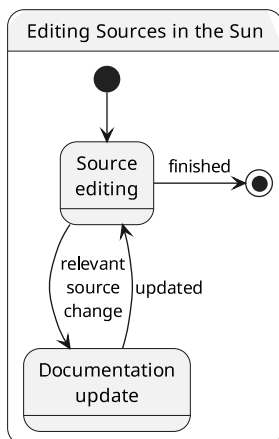 Editing Sources in the Sun
Source
editing
finished
relevant
source
change
updated
Documentation
update